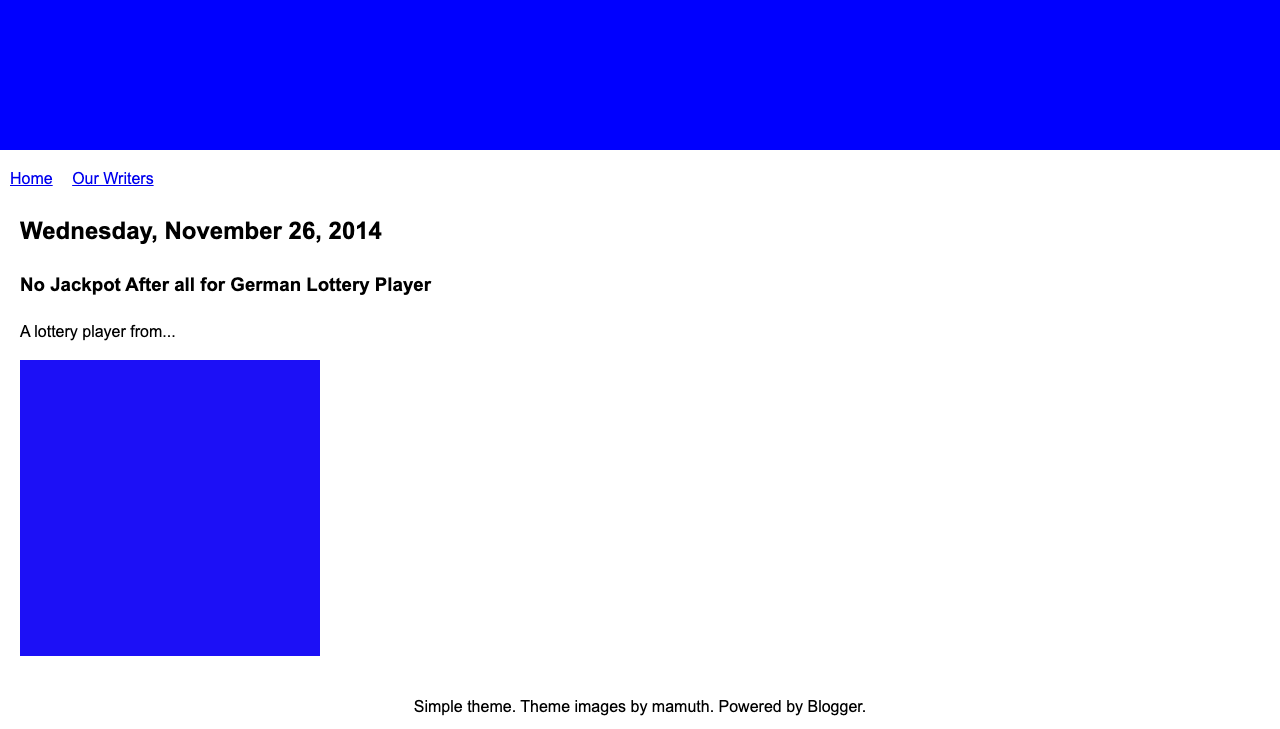 Home Our Writers
Wednesday, November 26, 2014
No Jackpot After all for German Lottery Player
A lottery player from...
Simple theme. Theme images by mamuth. Powered by Blogger.